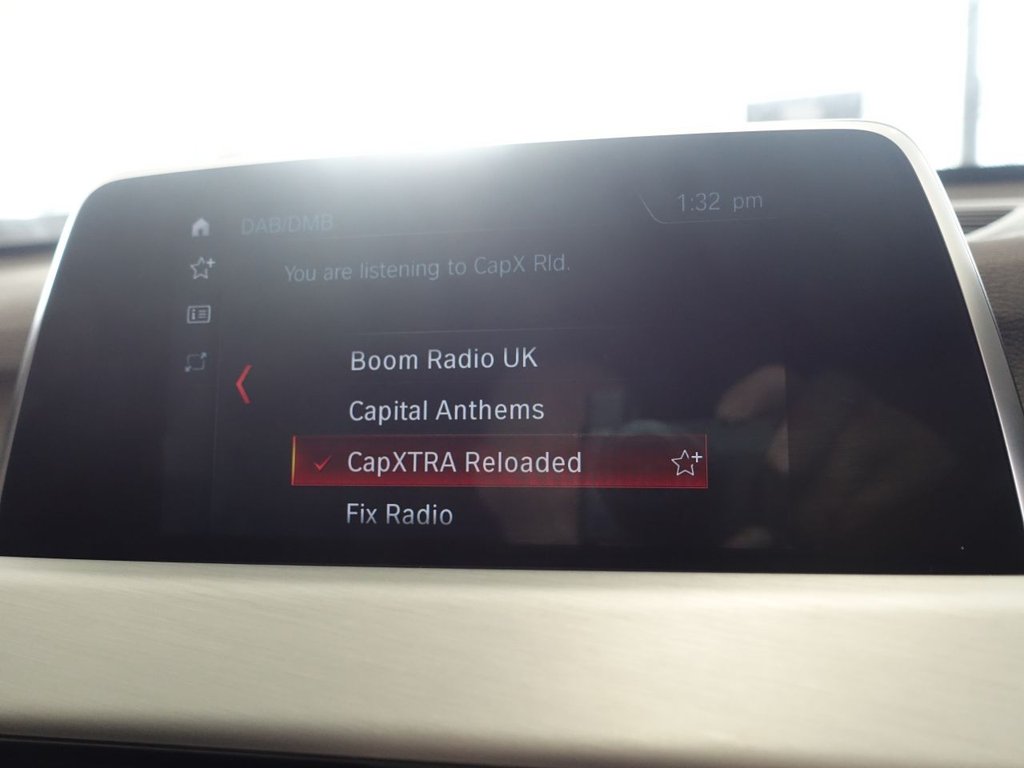 DAB/DMB
1:32 pm
You are listening to CapX Rld.
Boom Radio UK
Capital Anthems
CapXTRA Reloaded
Fix Radio